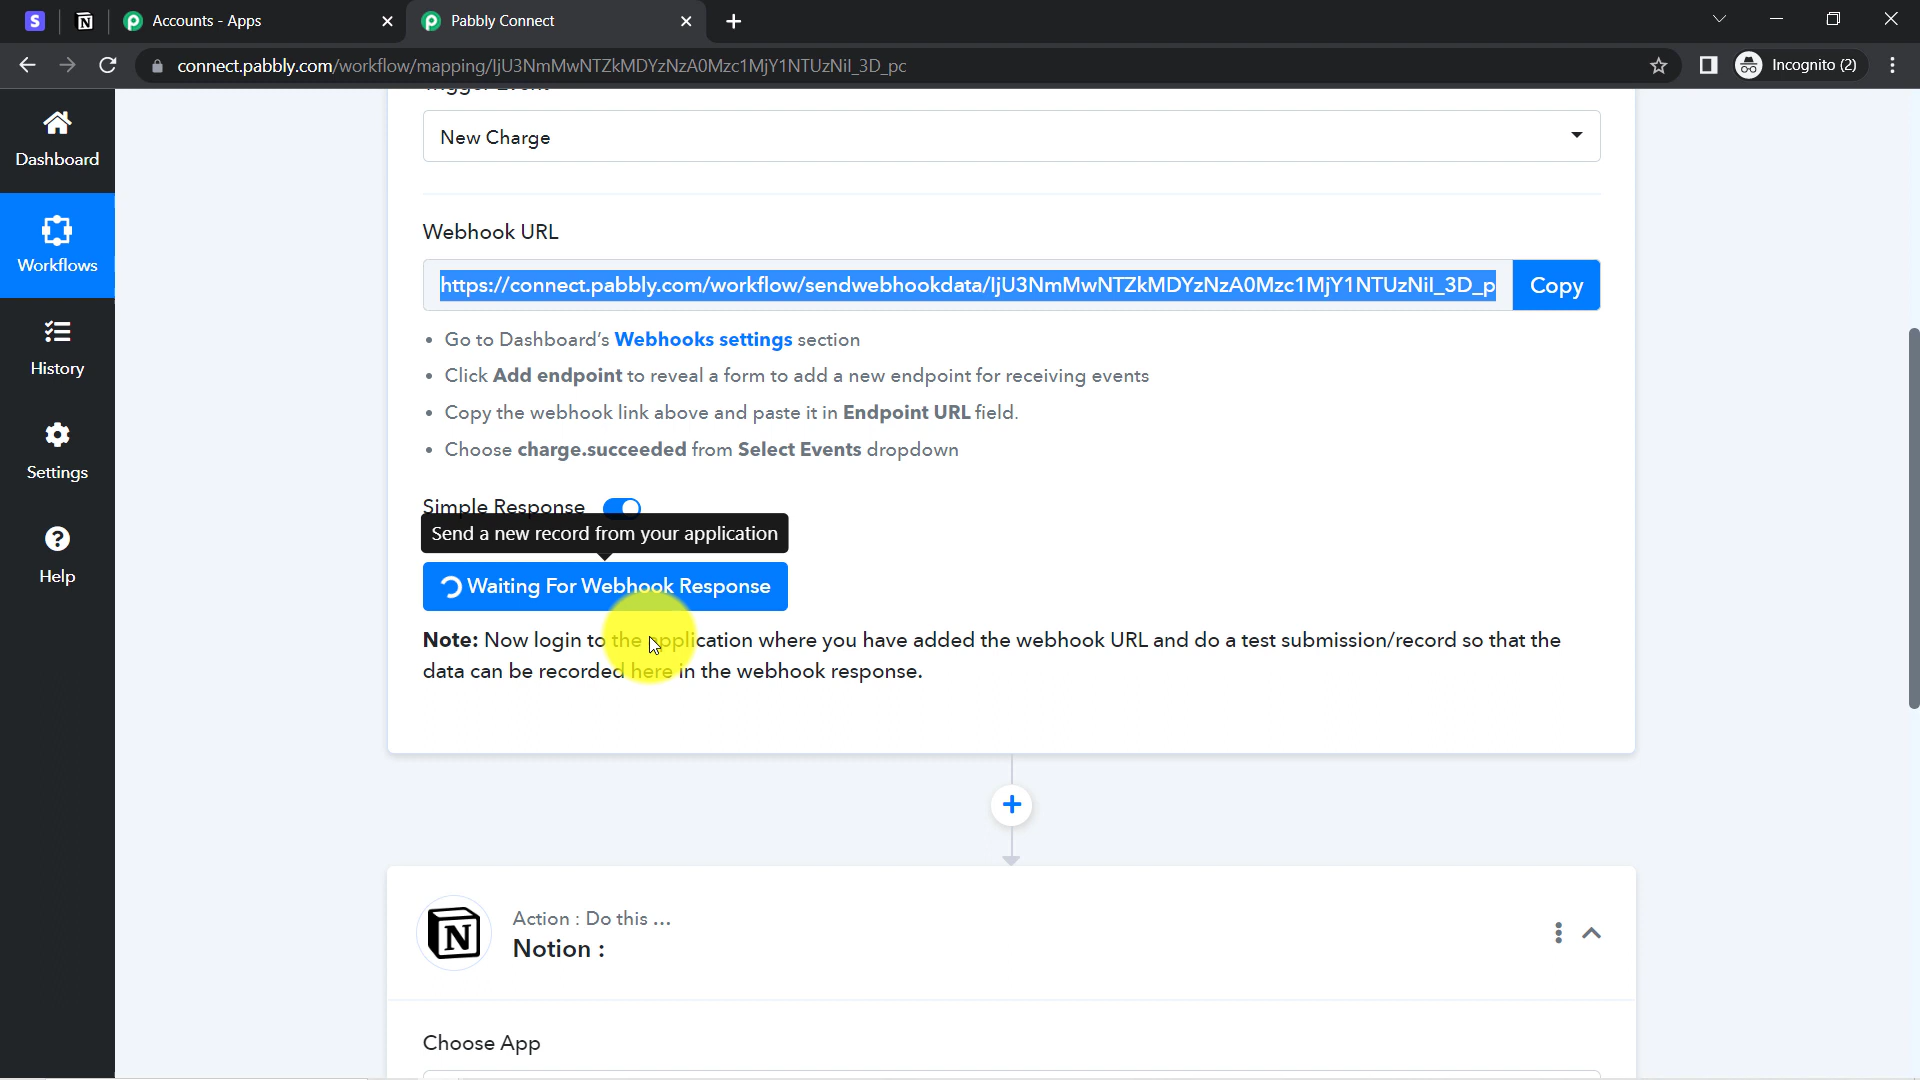 Accounts - Apps
Pabbly Connect
connect.pabbly.com/workflow/mapping/IjU3NmMwNTZkMDYzNzA0Mzc1MjY1NTUzNiI_3D_pc
Incognito (2)
Dashboard
Workflows
History
Settings
Help
Trigger Event
New Charge
Webhook URL
https://connect.pabbly.com/workflow/sendwebhookdata/IjU3NmMwNTZkMDYzNzA0Mzc1MjY1NTUzNiI_3D_p
Copy
• Go to Dashboard's Webhooks settings section
• Click Add endpoint to reveal a form to add a new endpoint for receiving events
• Copy the webhook link above and paste it in Endpoint URL field.
• Choose charge.succeeded from Select Events dropdown
Simple Response
Send a new record from your application
Waiting For Webhook Response
Note: Now login to the application where you have added the webhook URL and do a test submission/record so that the
data can be recorded here in the webhook response.
Action : Do this ...
Notion :
Choose App